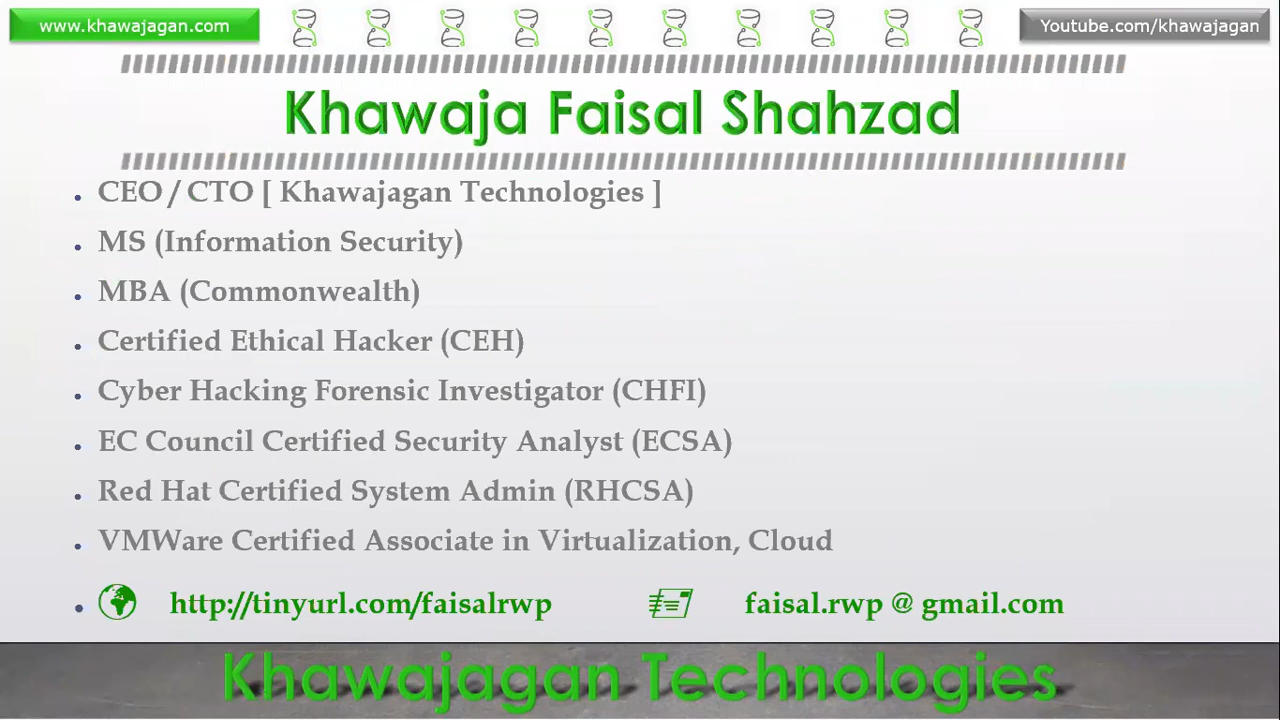 www.khawajagan.com
Youtube.com/khawajagan
Khawaja Faisal Shahzad
• CEO / CTO [ Khawajagan Technologies ]
• MS (Information Security)
• MBA (Commonwealth)
• Certified Ethical Hacker (CEH)
• Cyber Hacking Forensic Investigator (CHFI)
• EC Council Certified Security Analyst (ECSA)
• Red Hat Certified System Admin (RHCSA)
• VMWare Certified Associate in Virtualization, Cloud
• http://tinyurl.com/faisalrwp faisal.rwp @ gmail.com
Khawajagan Technologies